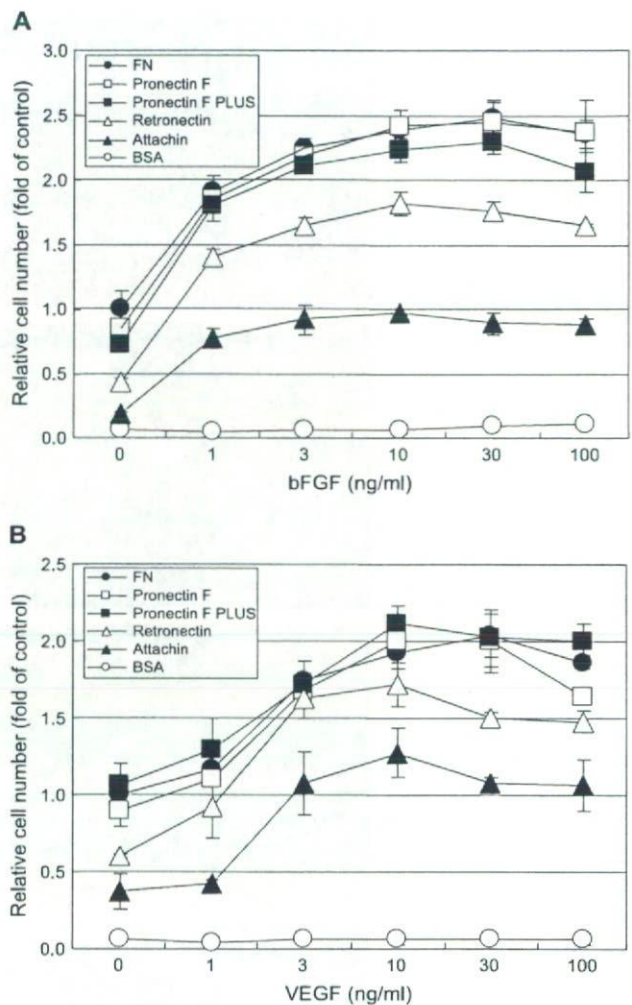 A
Relative cell number (fold of control)
3.0
2.5
2.0
1.5
1.0
0.5
0.0
FN
Pronectin F
Pronectin F PLUS
Retronectin
Attachin
BSA
0 1 3 10 30 100
bFGF (ng/ml)
B
Relative cell number (fold of control)
2.5
2.0
1.5
1.0
0.5
0.0
FN
Pronectin F
Pronectin F PLUS
Retronectin
Attachin
BSA
0 1 3 10 30 100
VEGF (ng/ml)